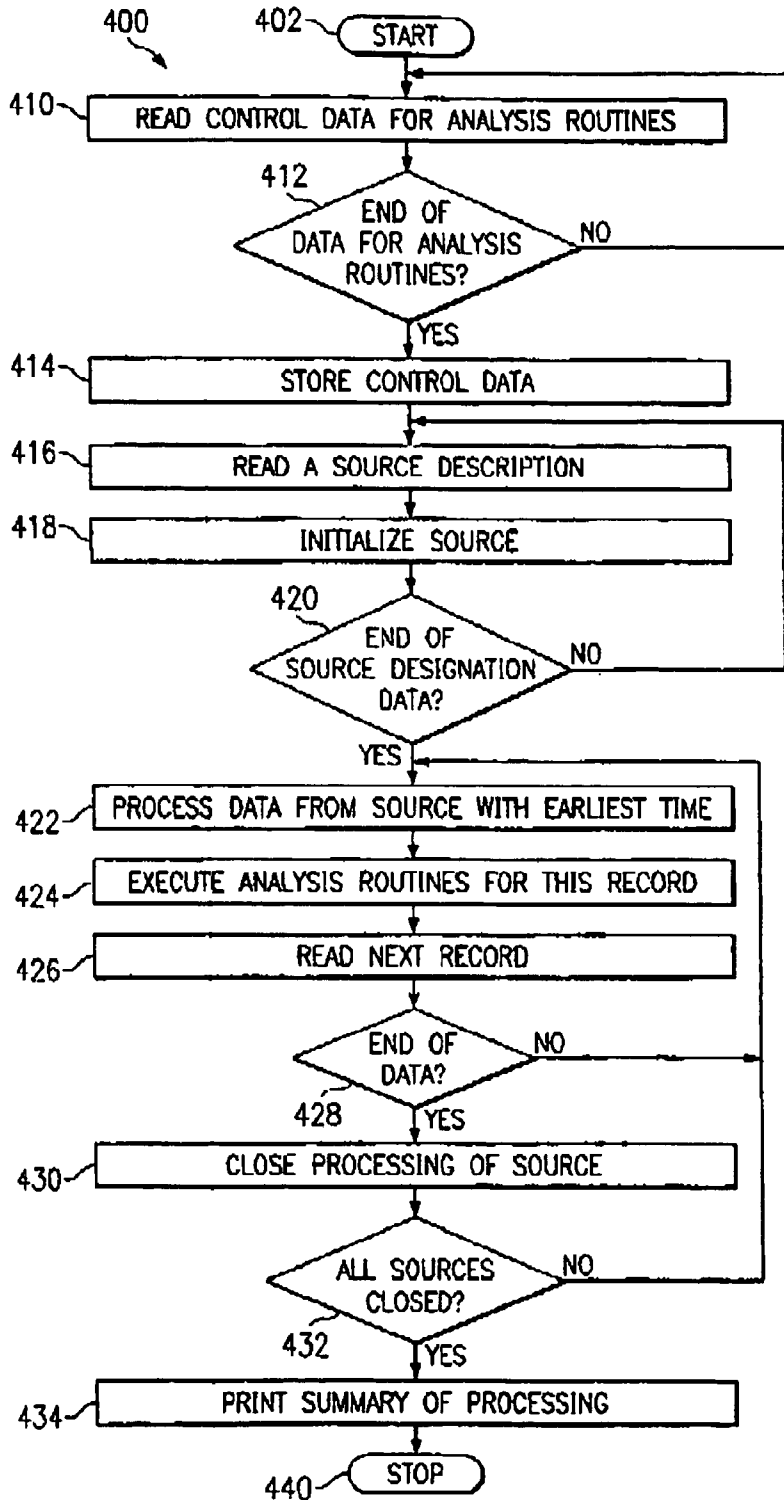 400
402
START
410
READ CONTROL DATA FOR ANALYSIS ROUTINES
412
END OF
DATA FOR ANALYSIS
ROUTINES?
NO
YES
414
STORE CONTROL DATA
416
READ A SOURCE DESCRIPTION
418
INITIALIZE SOURCE
420
END OF
SOURCE DESIGNATION
DATA?
NO
YES
422
PROCESS DATA FROM SOURCE WITH EARLIEST TIME
424
EXECUTE ANALYSIS ROUTINES FOR THIS RECORD
426
READ NEXT RECORD
END OF
DATA?
NO
428
YES
430
CLOSE PROCESSING OF SOURCE
ALL SOURCES
CLOSED?
NO
432
YES
434
PRINT SUMMARY OF PROCESSING
440
STOP